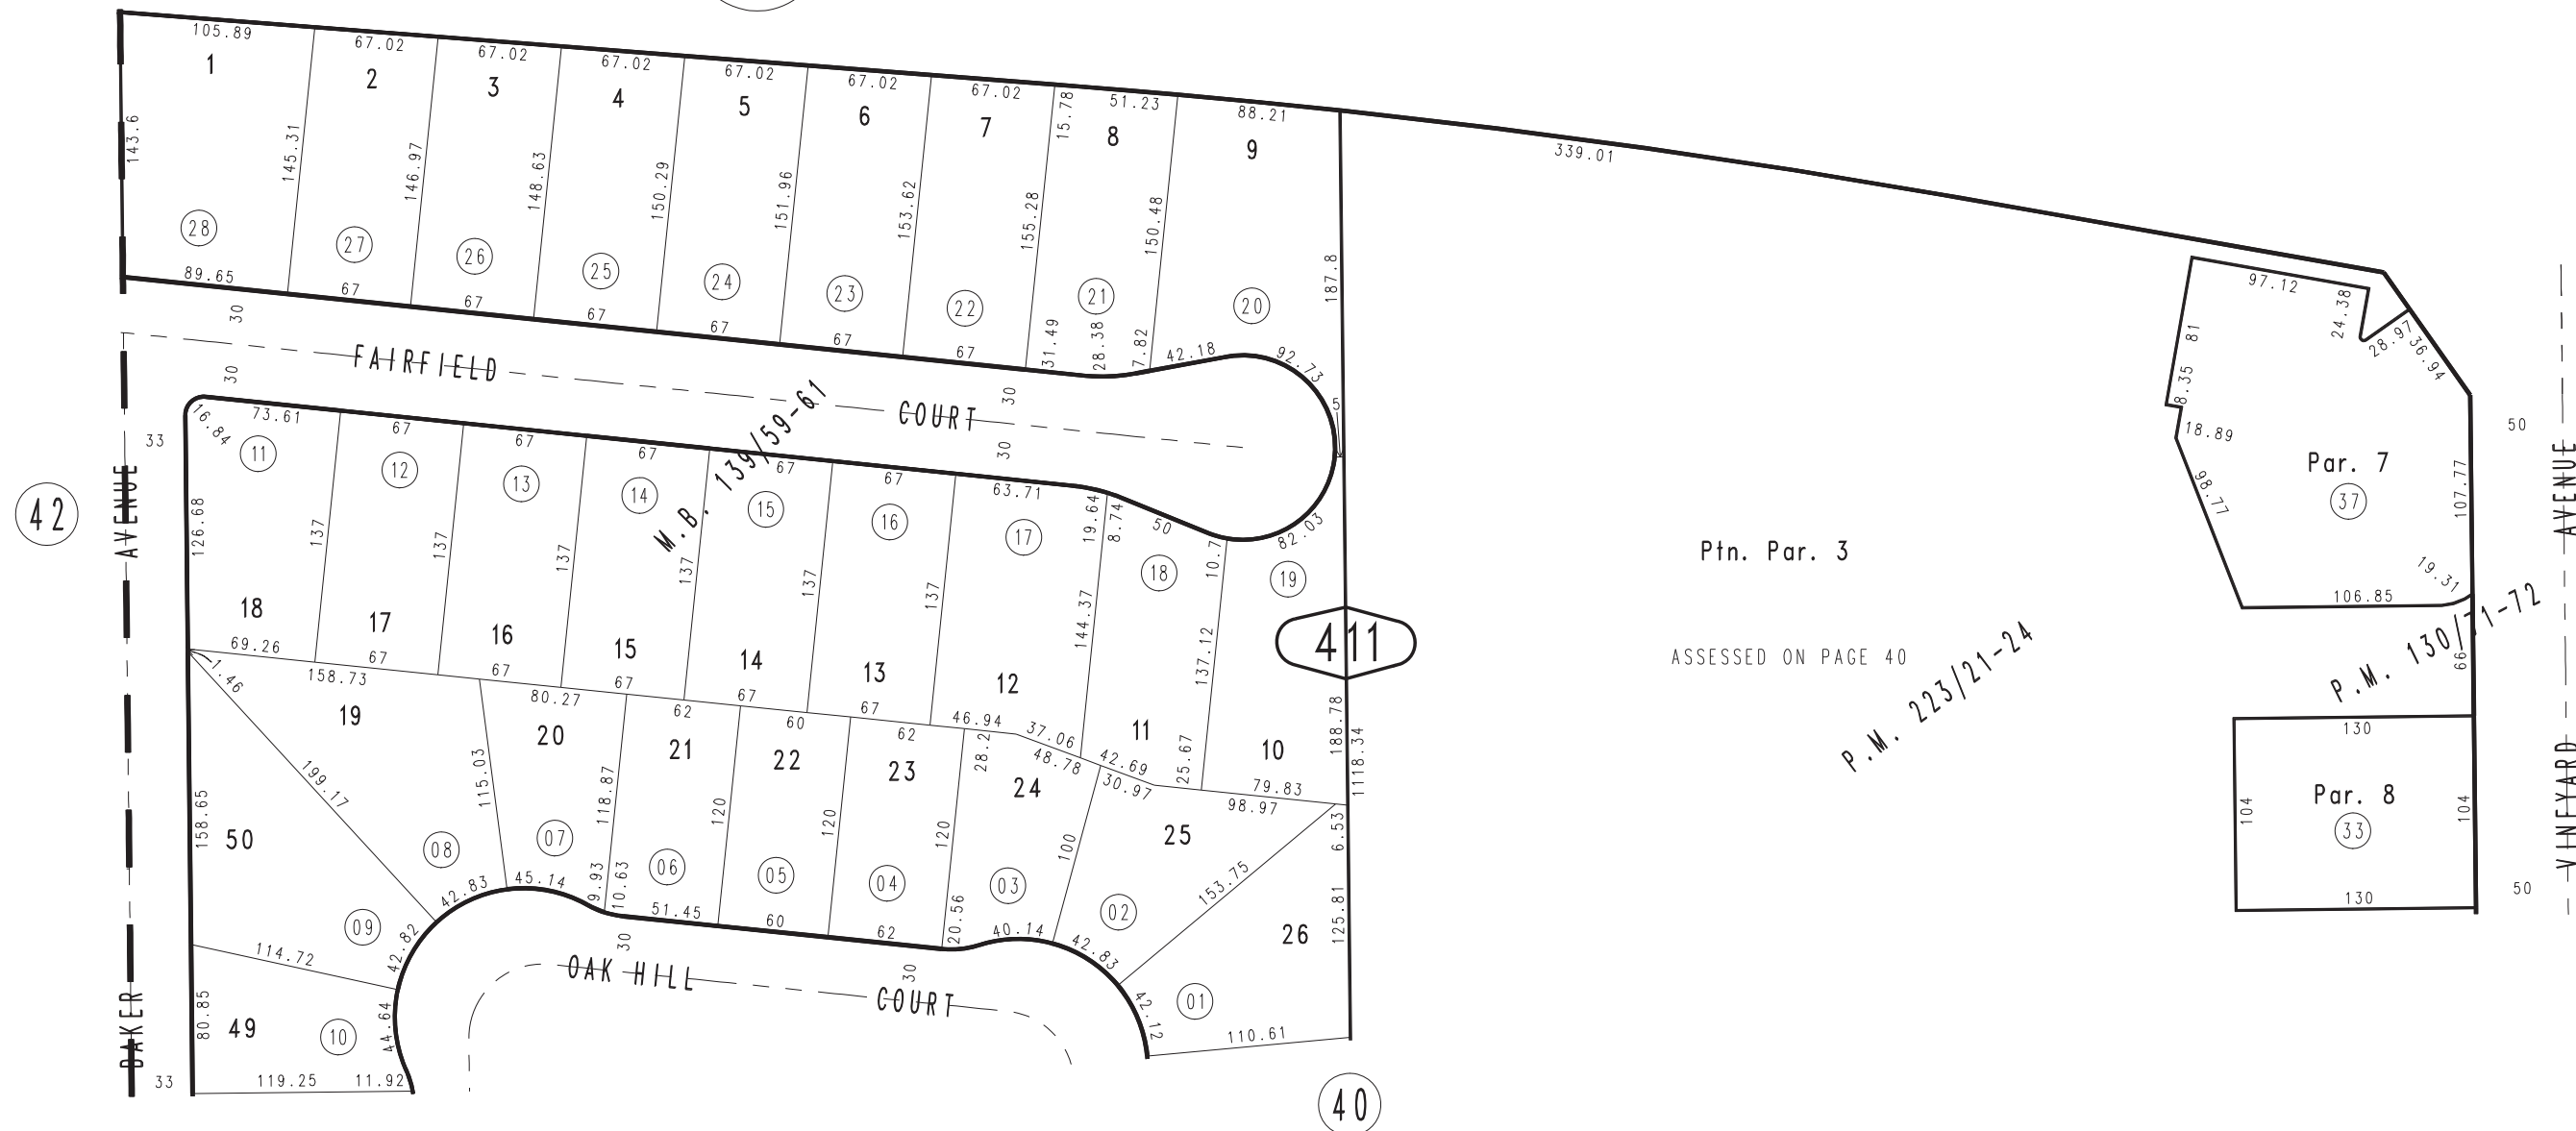 105.89 67.02 67.02 67.02 67.02 67.02 67.02 51.23 88.21 339.01
1 2 3 4 5 6 7 8 9
143.6 145.31 146.97 148.63 150.29 151.96 153.62 155.28 15.78 150.48 187.8
28 27 26 25 24 23 22 21 20
89.65 67 67 67 67 67 67 31.49 28.38 7.82 42.18 92.73
30 30 30 30 5
FAIRFIELD COURT
M.B. 139/59-61
16.84 73.61 67 67 67 67 67 63.71 19.64 8.74 50 82.03
33
42
AVENUE
11 12 13 14 15 16 17 18 19
126.68 137 137 137 137 137 137 144.37 10.7 137.12
18 17 16 15 14 13 12 11 10
69.26 67 67 67 67 67 46.94 37.06 42.69 25.67 79.83
411
188.78 1118.34
1.46 158.73 80.27 62 60 62 28.2 48.78 30.97 98.97
19 20 21 22 23 24 25 26
199.17 115.03 118.87 120 120 120 100 153.75 6.53
158.65
50
08 07 06 05 04 03 02 01
09
42.83 45.14 9.93 10.63 51.45 60 62 20.56 40.14 42.83 42.12
125.81
114.72 42.82
30 30
OAK HILL COURT
80.85 49 10 44.64
110.61
119.25 11.92
33
40
97.12 24.38 28.97 36.94
81 8.35 18.89 98.77
Par. 7
37
107.77
19.31
106.85
50
AVENUE
Ptn. Par. 3
ASSESSED ON PAGE 40
P.M. 223/21-24
P.M. 130/71-72
66
130
Par. 8
33
104 104
130
50
VINEYARD